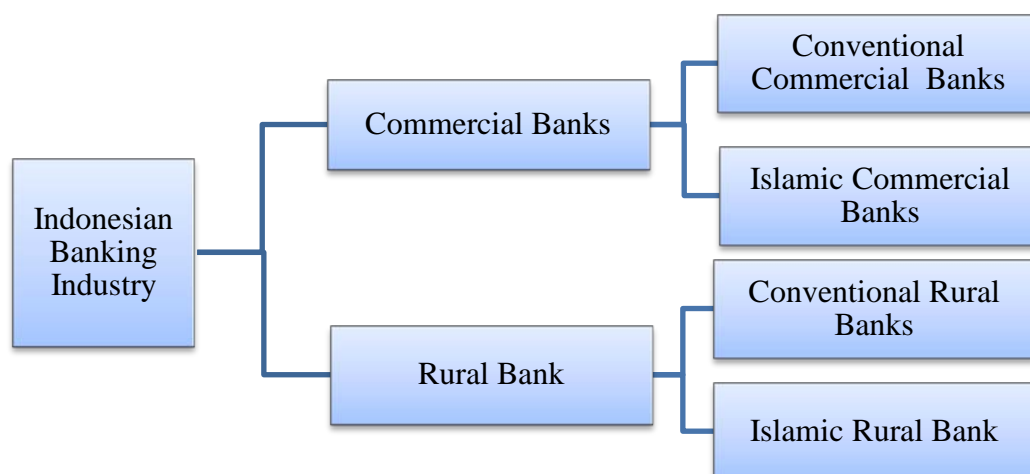 Indonesian
Banking
Industry
Commercial Banks
Conventional
Commercial  Banks
Islamic Commercial
Banks
Rural Bank
Conventional Rural
Banks
Islamic Rural Bank